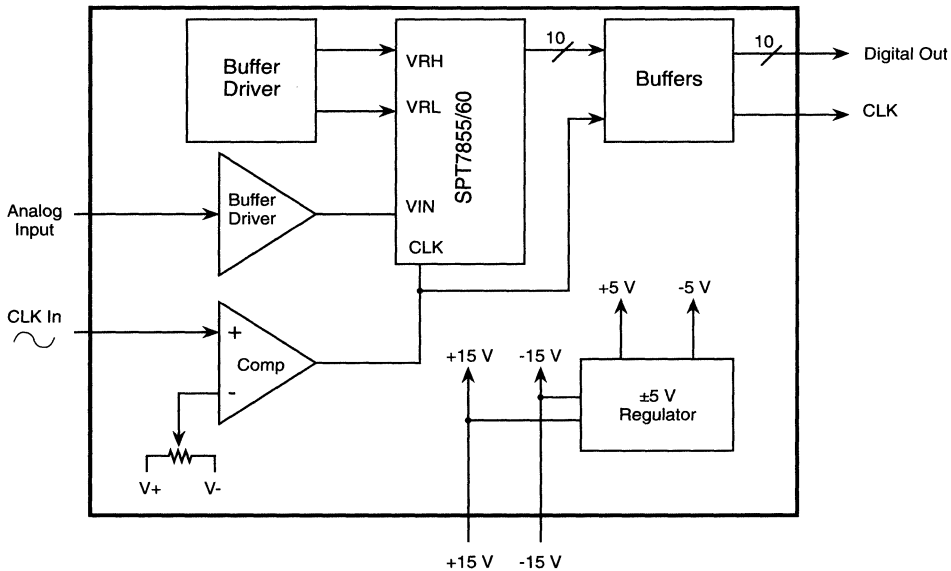 Buffer
Driver
VRH
VRL
SPT7855/60
VIN
CLK
10
Buffers
10
Digital Out
CLK
Analog
Input
Buffer
Driver
CLK In
+
Comp
-
V+
V-
+5 V
-5 V
+15 V
-15 V
±5 V
Regulator
+15 V
-15 V